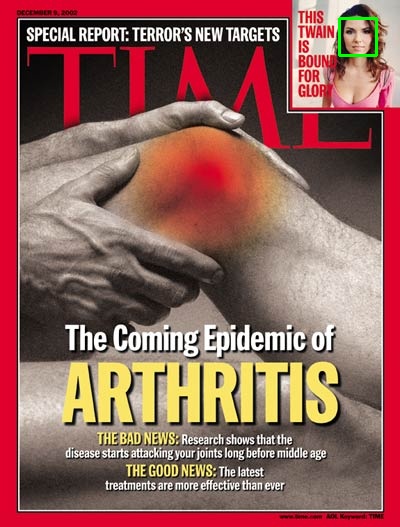 DECEMBER 9, 2002
SPECIAL REPORT: TERROR'S NEW TARGETS
THIS
TWAIN
IS
BOUND
FOR
GLORY
TIME
The Coming Epidemic of
ARTHRITIS
THE BAD NEWS: Research shows that the
disease starts attacking your joints long before middle age
THE GOOD NEWS: The latest
treatments are more effective than ever
www.time.com AOL Keyword: TIME